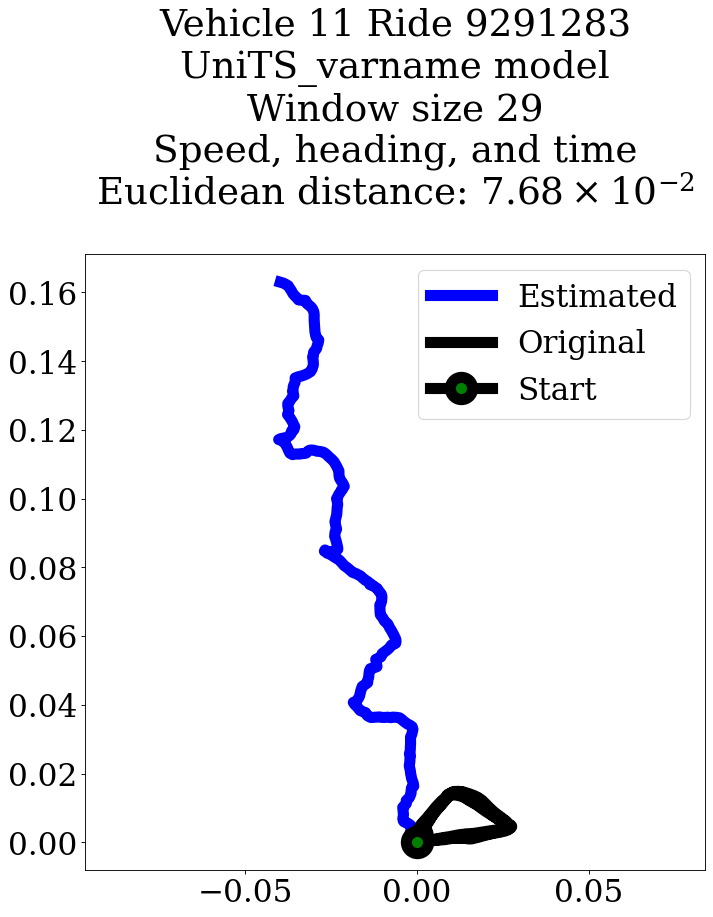 Vehicle 11 Ride 9291283
UniTS_varname model
Window size 29
Speed, heading, and time
Euclidean distance: 7.68 × 10⁻²
Estimated
Original
Start
0.16
0.14
0.12
0.10
0.08
0.06
0.04
0.02
0.00
−0.05 0.00 0.05